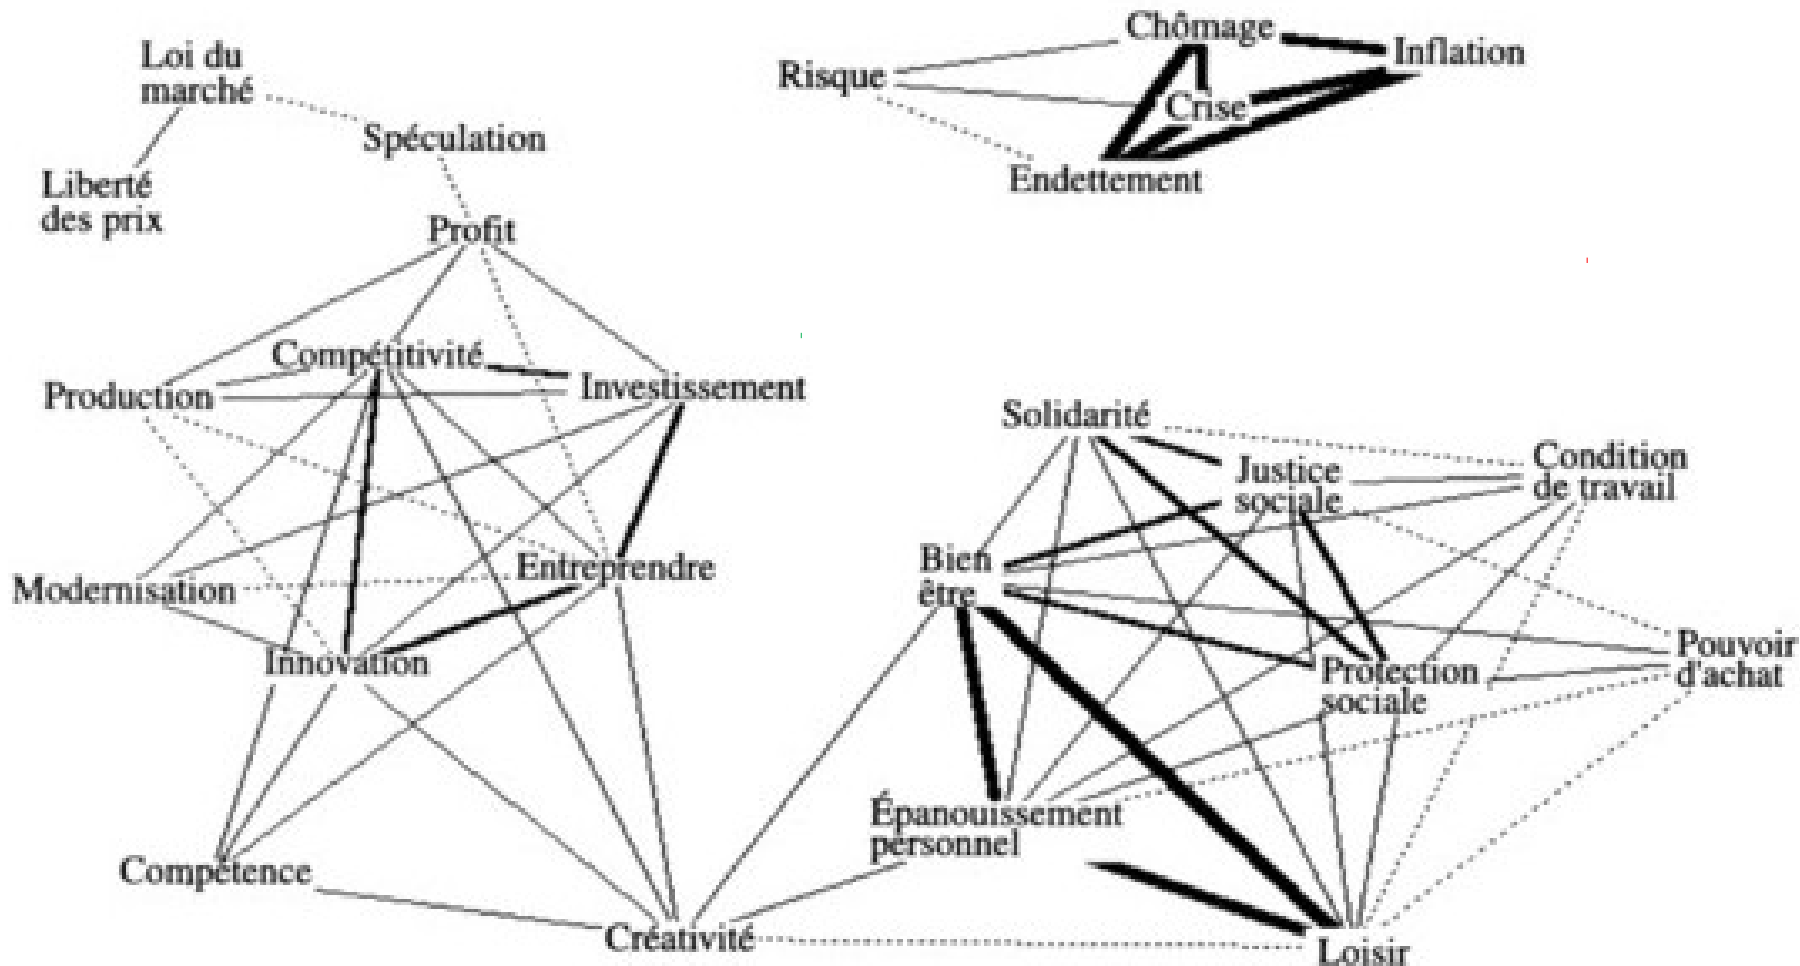 Loi du
marché
Spéculation
Liberté
des prix
Profit
Chômage
Inflation
Risque
Crise
Endettement
Compétitivité
Production
Investissement
Modernisation
Entreprendre
Innovation
Compétence
Créativité
Solidarité
Justice
sociale
Condition
de travail
Bien
être
Pouvoir
d'achat
Protection
sociale
Épanouissement
personnel
Loisir